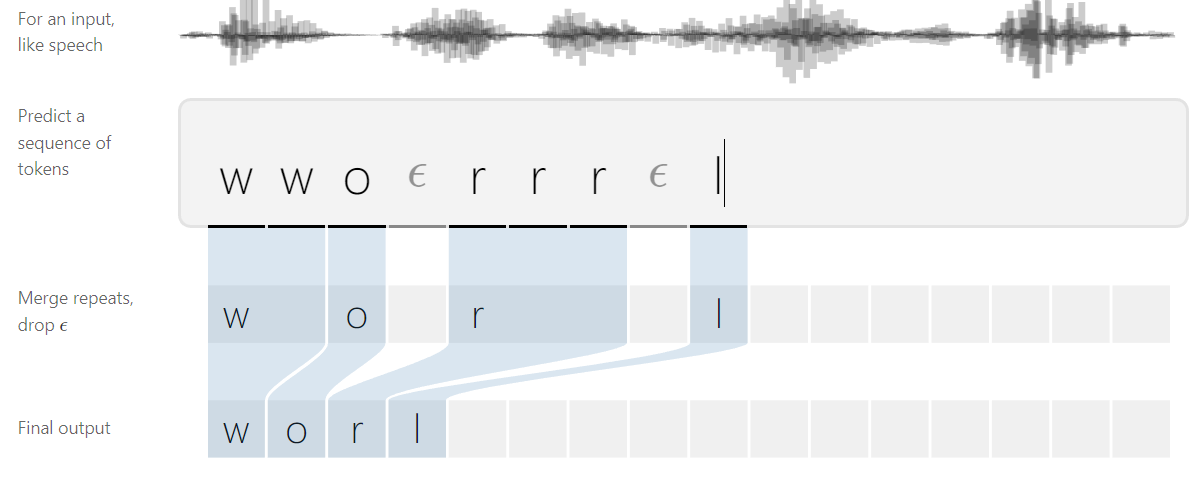 For an input,
like speech
Predict a
sequence of
tokens
w w o ϵ r r r ϵ l
Merge repeats,
drop ϵ
w o r l
Final output
w o r l